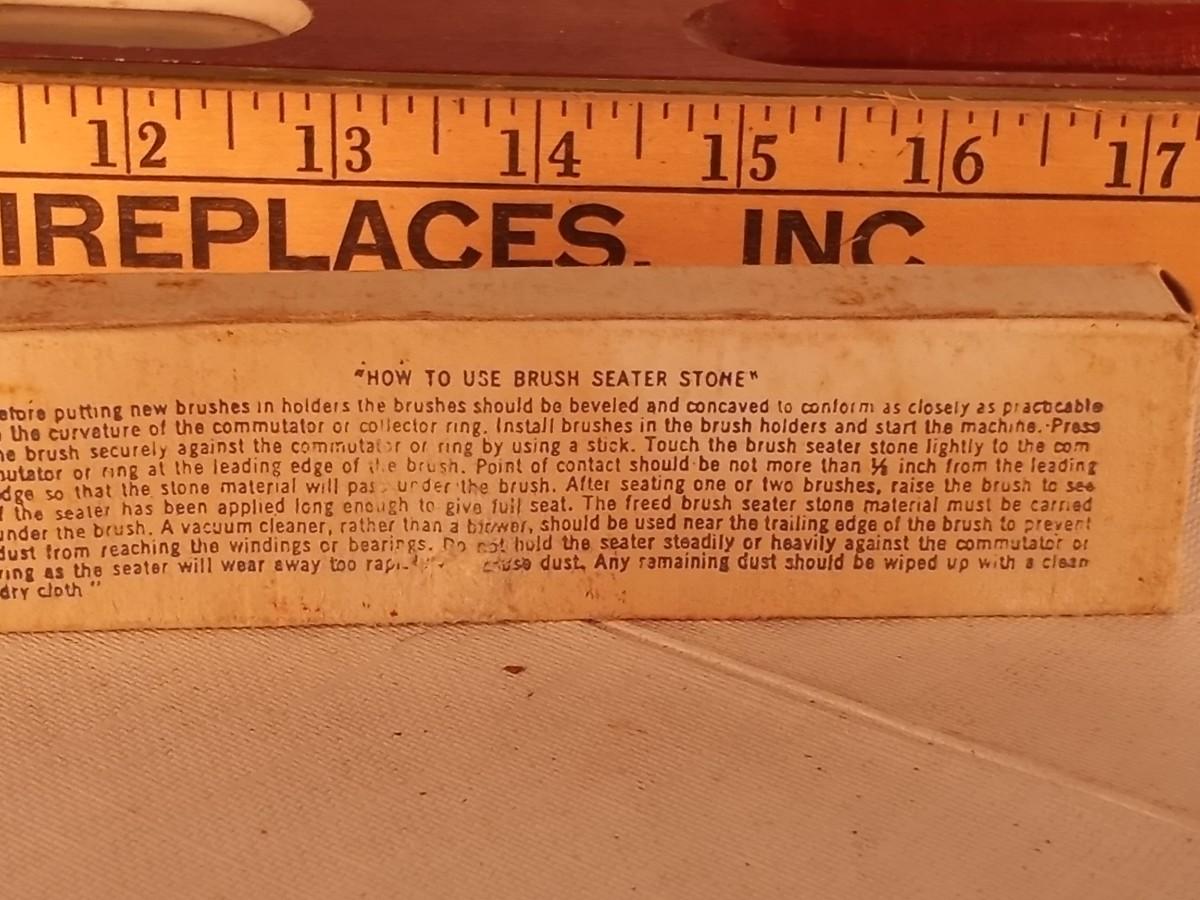 12 13 14 15 16 17
IREPLACES, INC
"HOW TO USE BRUSH SEATER STONE"
efore putting new brushes in holders the brushes should be beveled and concaved to conform as closely as practicable
the curvature of the commutator or collector ring. Install brushes in the brush holders and start the machine. Press
he brush securely against the commutator or ring by using a stick. Touch the brush seater stone lightly to the com
utator or ring at the leading edge of the brush. Point of contact should be not more than inch from the leading
dge so that the stone material will pass under the brush. After seating one or two brushes, raise the brush to see
f the seater has been applied long enough to give full seat. The freed brush seater stone material must be carried
under the brush. A vacuum cleaner, rather than a blower, should be used near the trailing edge of the brush to prevent
dust from reaching the windings or bearings. Do not hold the seater steadily or heavily against the commutator or
ring as the seater will wear away too dust. Any remaining dust should be wiped up with a clean
dry cloth "